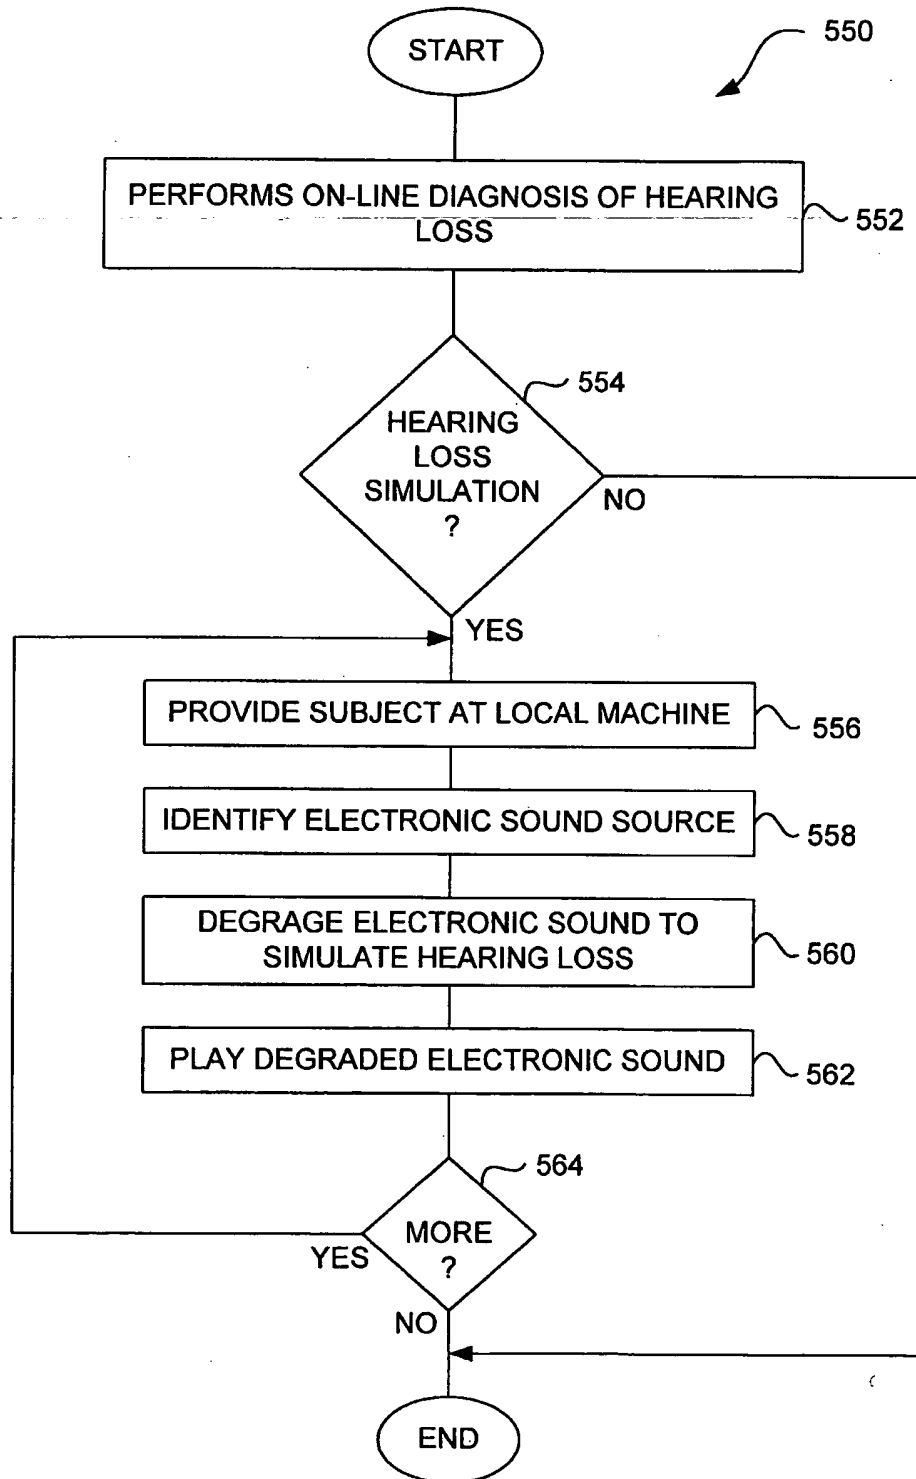 START
550
PERFORMS ON-LINE DIAGNOSIS OF HEARING
LOSS
552
554
HEARING
LOSS
SIMULATION
?
NO
YES
PROVIDE SUBJECT AT LOCAL MACHINE
556
IDENTIFY ELECTRONIC SOUND SOURCE
558
DEGRAGE ELECTRONIC SOUND TO
SIMULATE HEARING LOSS
560
PLAY DEGRADED ELECTRONIC SOUND
562
564
MORE
?
YES
NO
END